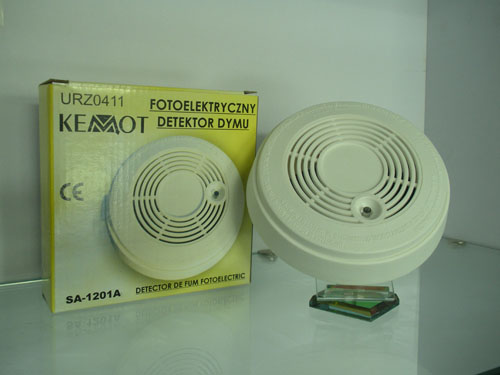 URZ0411
KEMOT
FOTOELEKTRYCZNY
DETEKTOR DYMU
CE
SA-1201A
DETECTOR DE FUM FOTOELECTRIC